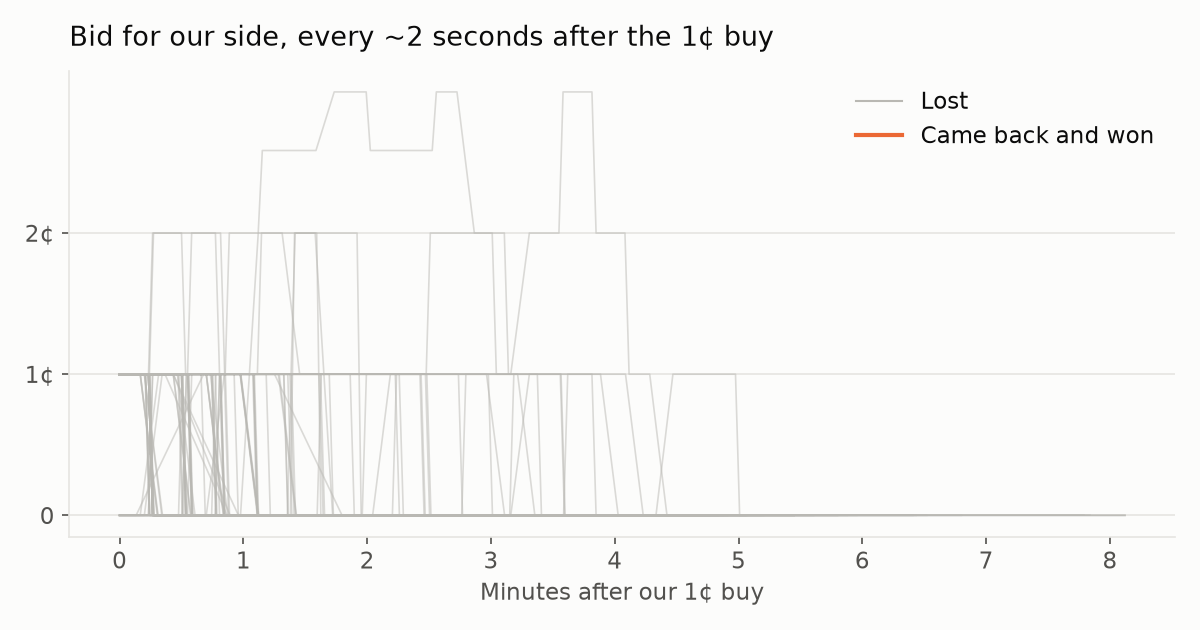 Bid for our side, every ~2 seconds after the 1¢ buy
Lost
Came back and won
2¢
1¢
0
0 1 2 3 4 5 6 7 8
Minutes after our 1¢ buy